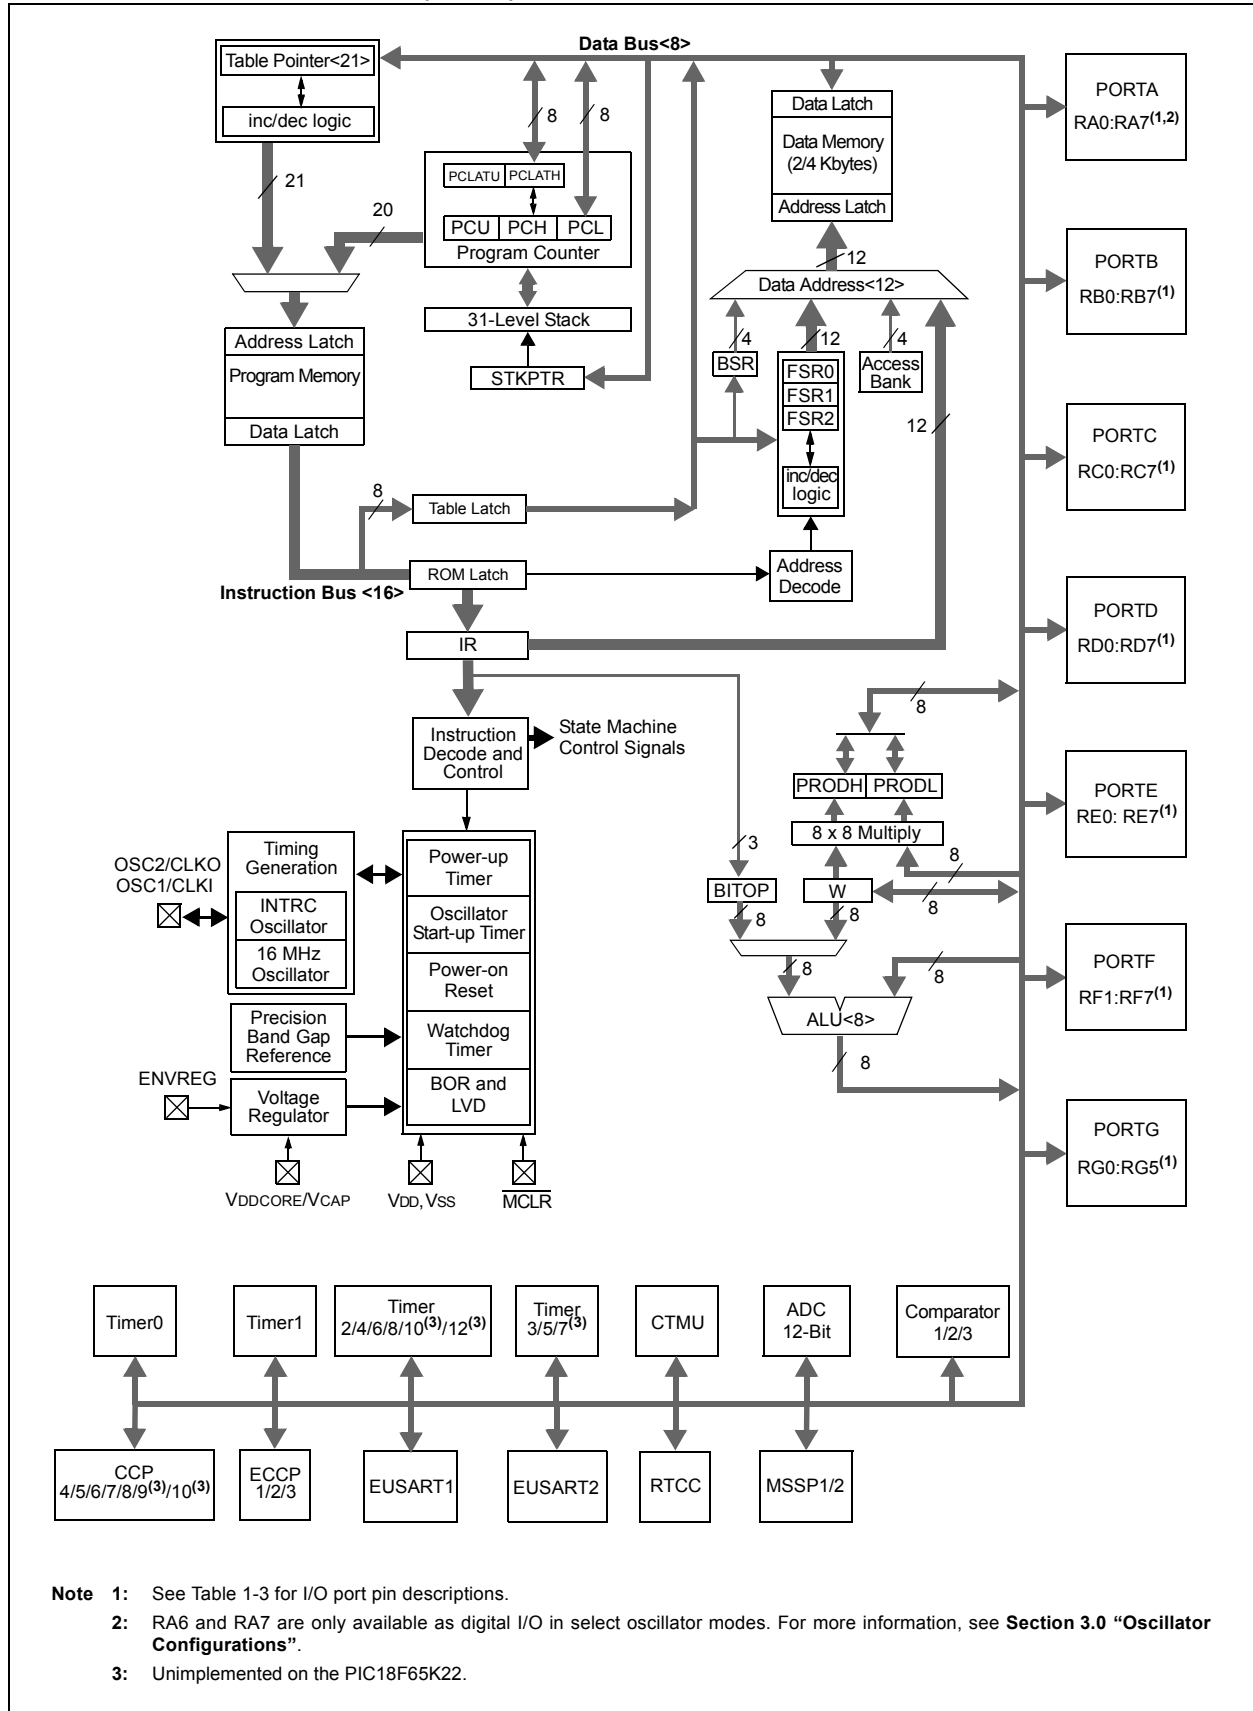 Data Bus<8>
Table Pointer<21>
inc/dec logic
21
20
8
8
PCLATU PCLATH
PCU PCH PCL
Program Counter
31-Level Stack
STKPTR
Address Latch
Program Memory
Data Latch
Data Latch
Data Memory
(2/4 Kbytes)
Address Latch
12
Data Address<12>
4
12
4
BSR
FSR0
FSR1
FSR2
inc/dec
logic
Access
Bank
12
8
Table Latch
ROM Latch
Instruction Bus <16>
Address
Decode
IR
Instruction
Decode and
Control
State Machine
Control Signals
8
PRODH PRODL
8 x 8 Multiply
3
8
BITOP
W
8
8
8
8
8
ALU<8>
8
OSC2/CLKO
OSC1/CLKI
Timing
Generation
INTRC
Oscillator
16 MHz
Oscillator
Precision
Band Gap
Reference
ENVREG
Voltage
Regulator
Power-up
Timer
Oscillator
Start-up Timer
Power-on
Reset
Watchdog
Timer
BOR and
LVD
VDDCORE/VCAP
VDD, VSS
MCLR
PORTA
RA0:RA7(1,2)
PORTB
RB0:RB7(1)
PORTC
RC0:RC7(1)
PORTD
RD0:RD7(1)
PORTE
RE0: RE7(1)
PORTF
RF1:RF7(1)
PORTG
RG0:RG5(1)
Timer0
Timer1
Timer
2/4/6/8/10(3)/12(3)
Timer
3/5/7(3)
CTMU
ADC
12-Bit
Comparator
1/2/3
CCP
4/5/6/7/8/9(3)/10(3)
ECCP
1/2/3
EUSART1
EUSART2
RTCC
MSSP1/2
Note 1: See Table 1-3 for I/O port pin descriptions.
2: RA6 and RA7 are only available as digital I/O in select oscillator modes. For more information, see Section 3.0 “Oscillator
Configurations”.
3: Unimplemented on the PIC18F65K22.